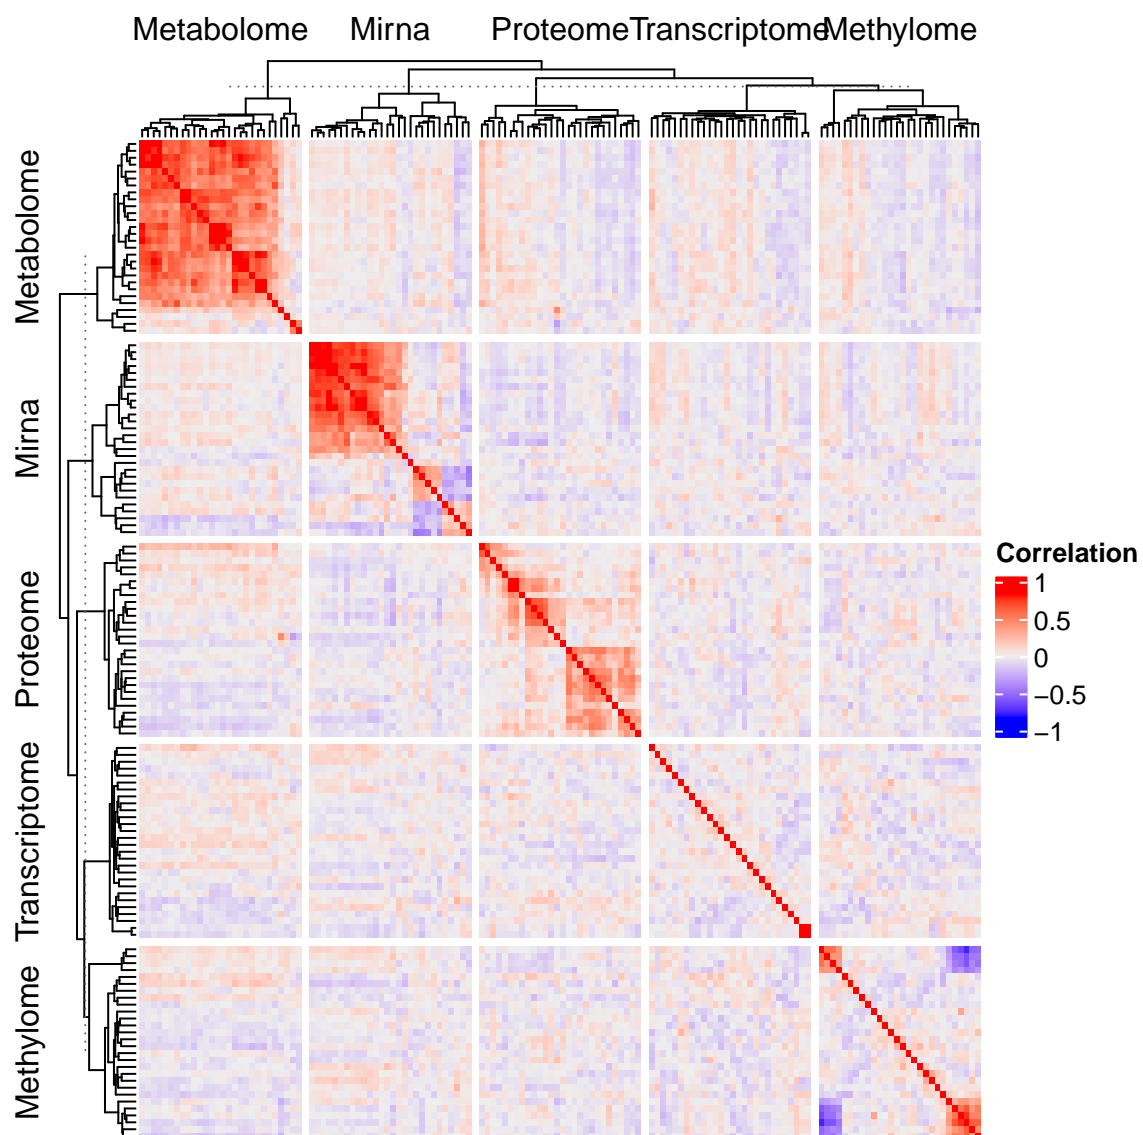 Metabolome Mirna Proteome Transcriptome Methylome
Metabolome
Mirna
Proteome
Transcriptome
Methylome
Correlation
1
0.5
0
−0.5
−1